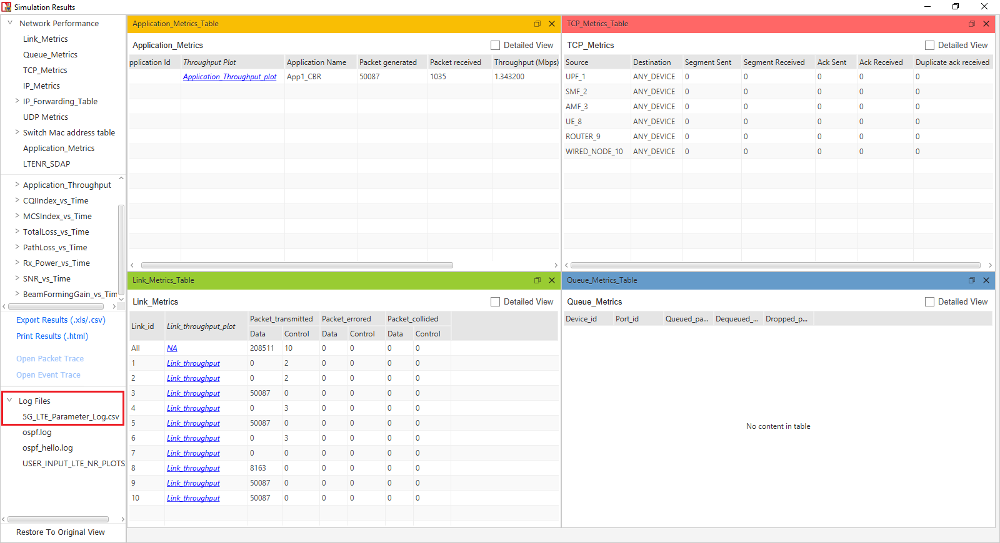 Simulation Results
Network Performance
Link_Metrics
Queue_Metrics
TCP_Metrics
IP_Metrics
IP_Forwarding_Table
UDP Metrics
Switch Mac address table
Application_Metrics
LTENR_SDAP
Application_Throughput
CQIIndex_vs_Time
MCSIndex_vs_Time
TotalLoss_vs_Time
PathLoss_vs_Time
Rx_Power_vs_Time
SNR_vs_Time
BeamFormingGain_vs_Tim
Export Results (.xls/.csv)
Print Results (.html)
Open Packet Trace
Open Event Trace
Log Files
5G_LTE_Parameter_Log.csv
ospf.log
ospf_hello.log
USER_INPUT_LTE_NR_PLOTS
Restore To Original View
Application_Metrics_Table
Application_Metrics Detailed View
pplication Id Throughput Plot Application Name Packet generated Packet received Throughput (Mbps)
Application_Throughput_plot App1_CBR 50087 1035 1.343200
TCP_Metrics_Table
TCP_Metrics Detailed View
Source Destination Segment Sent Segment Received Ack Sent Ack Received Duplicate ack received
UPF_1 ANY_DEVICE 0 0 0 0 0
SMF_2 ANY_DEVICE 0 0 0 0 0
AMF_3 ANY_DEVICE 0 0 0 0 0
UE_8 ANY_DEVICE 0 0 0 0 0
ROUTER_9 ANY_DEVICE 0 0 0 0 0
WIRED_NODE_10 ANY_DEVICE 0 0 0 0 0
Link_Metrics_Table
Link_Metrics Detailed View
Link_id Link_throughput_plot Packet_transmitted Packet_errored Packet_collided
Data Control Data Control Data Control
All NA 208511 10 0 0 0 0
1 Link_throughput 0 2 0 0 0 0
2 Link_throughput 0 2 0 0 0 0
3 Link_throughput 50087 0 0 0 0 0
4 Link_throughput 0 3 0 0 0 0
5 Link_throughput 50087 0 0 0 0 0
6 Link_throughput 0 3 0 0 0 0
7 Link_throughput 0 0 0 0 0 0
8 Link_throughput 8163 0 0 0 0 0
9 Link_throughput 50087 0 0 0 0 0
10 Link_throughput 50087 0 0 0 0 0
Queue_Metrics_Table
Queue_Metrics Detailed View
Device_id Port_id Queued_pa... Dequeued_... Dropped_p...
No content in table